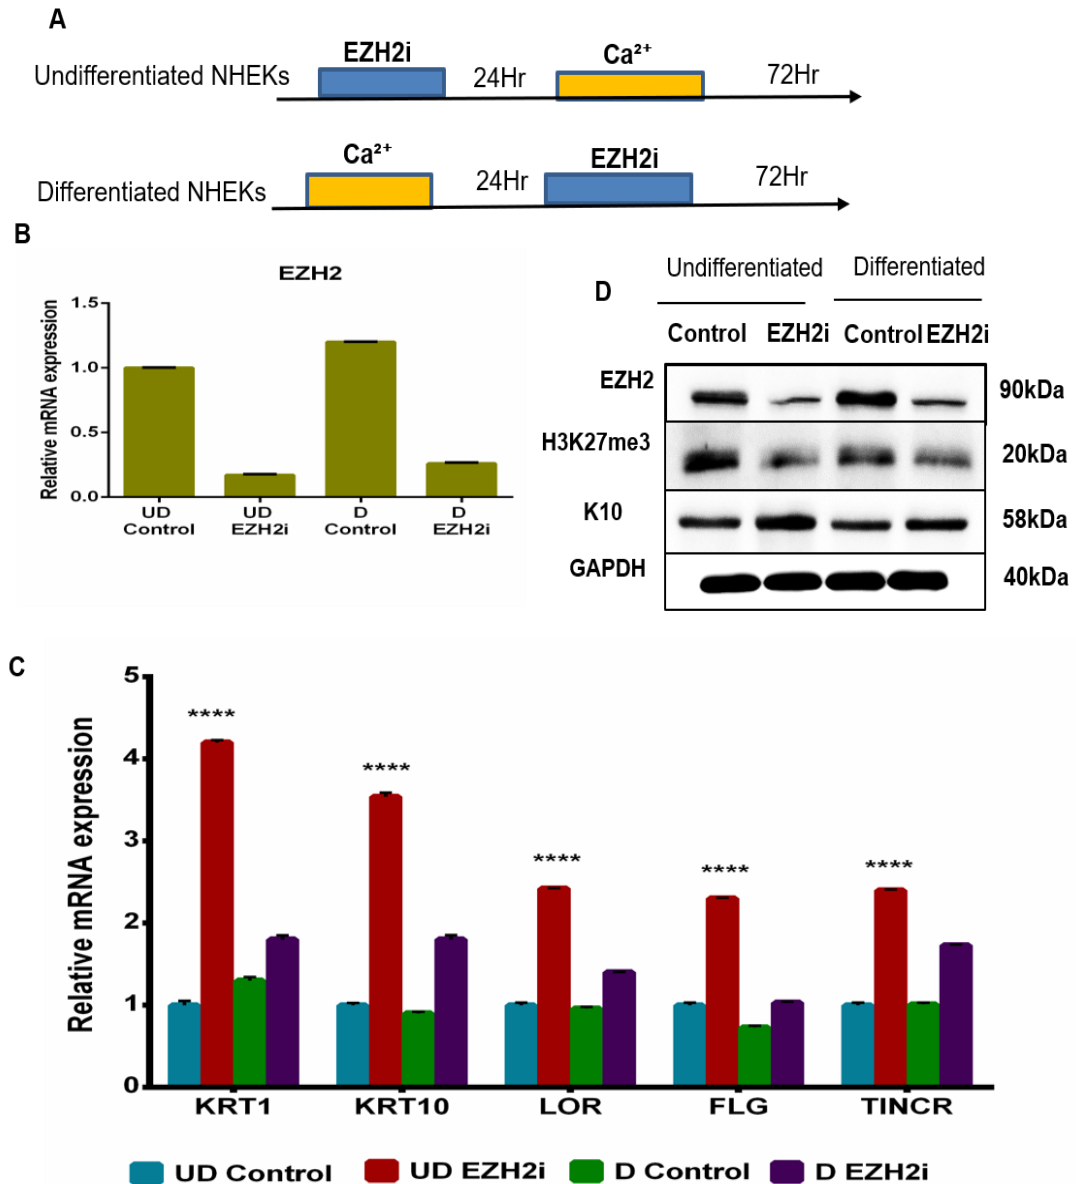 A
EZH2i
Ca²⁺
Undifferentiated NHEKs
24Hr
72Hr
Ca²⁺
EZH2i
Differentiated NHEKs
24Hr
72Hr
B
EZH2
Relative mRNA expression
1.5
1.0
0.5
0.0
UD Control
UD EZH2i
D Control
D EZH2i
D
Undifferentiated Differentiated
Control EZH2i Control EZH2i
EZH2 90kDa
H3K27me3 20kDa
K10 58kDa
GAPDH 40kDa
C
Relative mRNA expression
5
4
3
2
1
0
**** **** **** **** ****
KRT1 KRT10 LOR FLG TINCR
UD Control UD EZH2i D Control D EZH2i